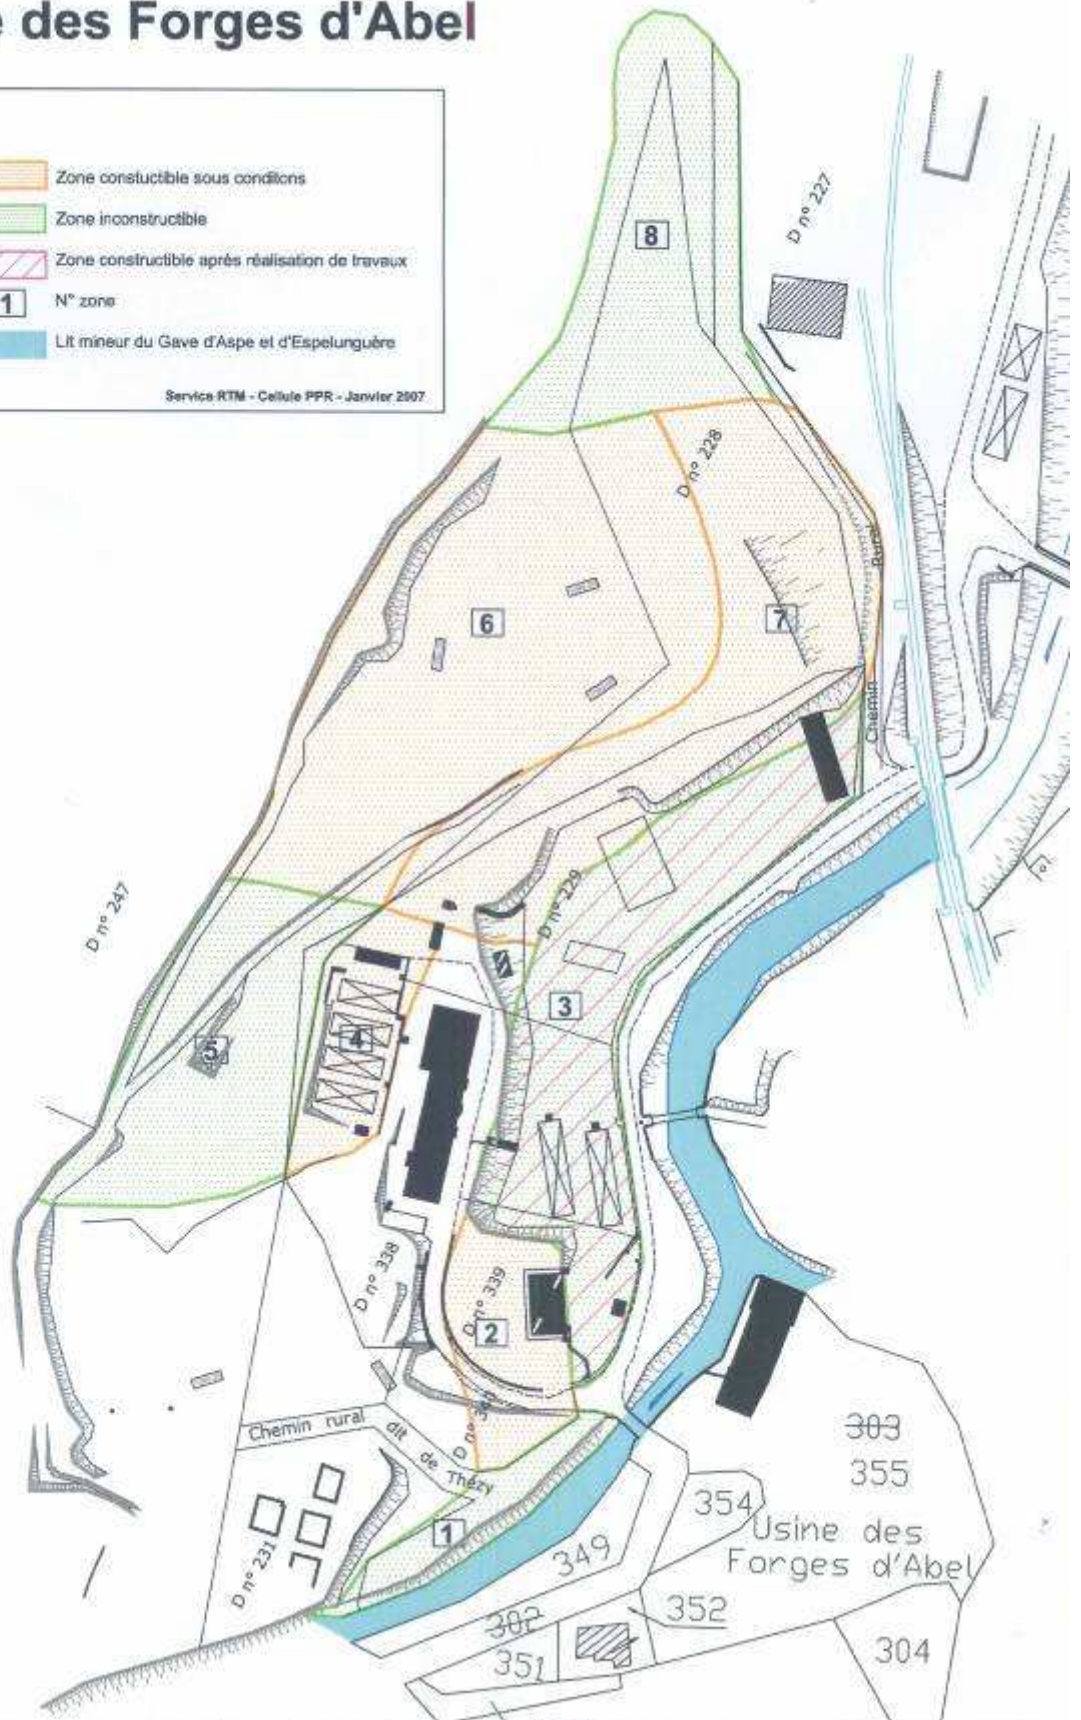 des Forges d'Abel
Zone constuctible sous conditons
Zone inconstructible
Zone constructible après réalisation de travaux
1 N° zone
Lit mineur du Gave d'Aspe et d'Espelunguère
Service RTM - Cellule PPR - Janvier 2007
8
D n° 227
D n° 228
Rural
6
7
Chemin
D n° 247
D n° 229
3
4
5
D n° 338
D n° 339
2
D n° 340
Chemin rural dit de Thézy
303
355
1
354
Usine des
Forges d'Abel
D n° 231
349
302
352
351
304